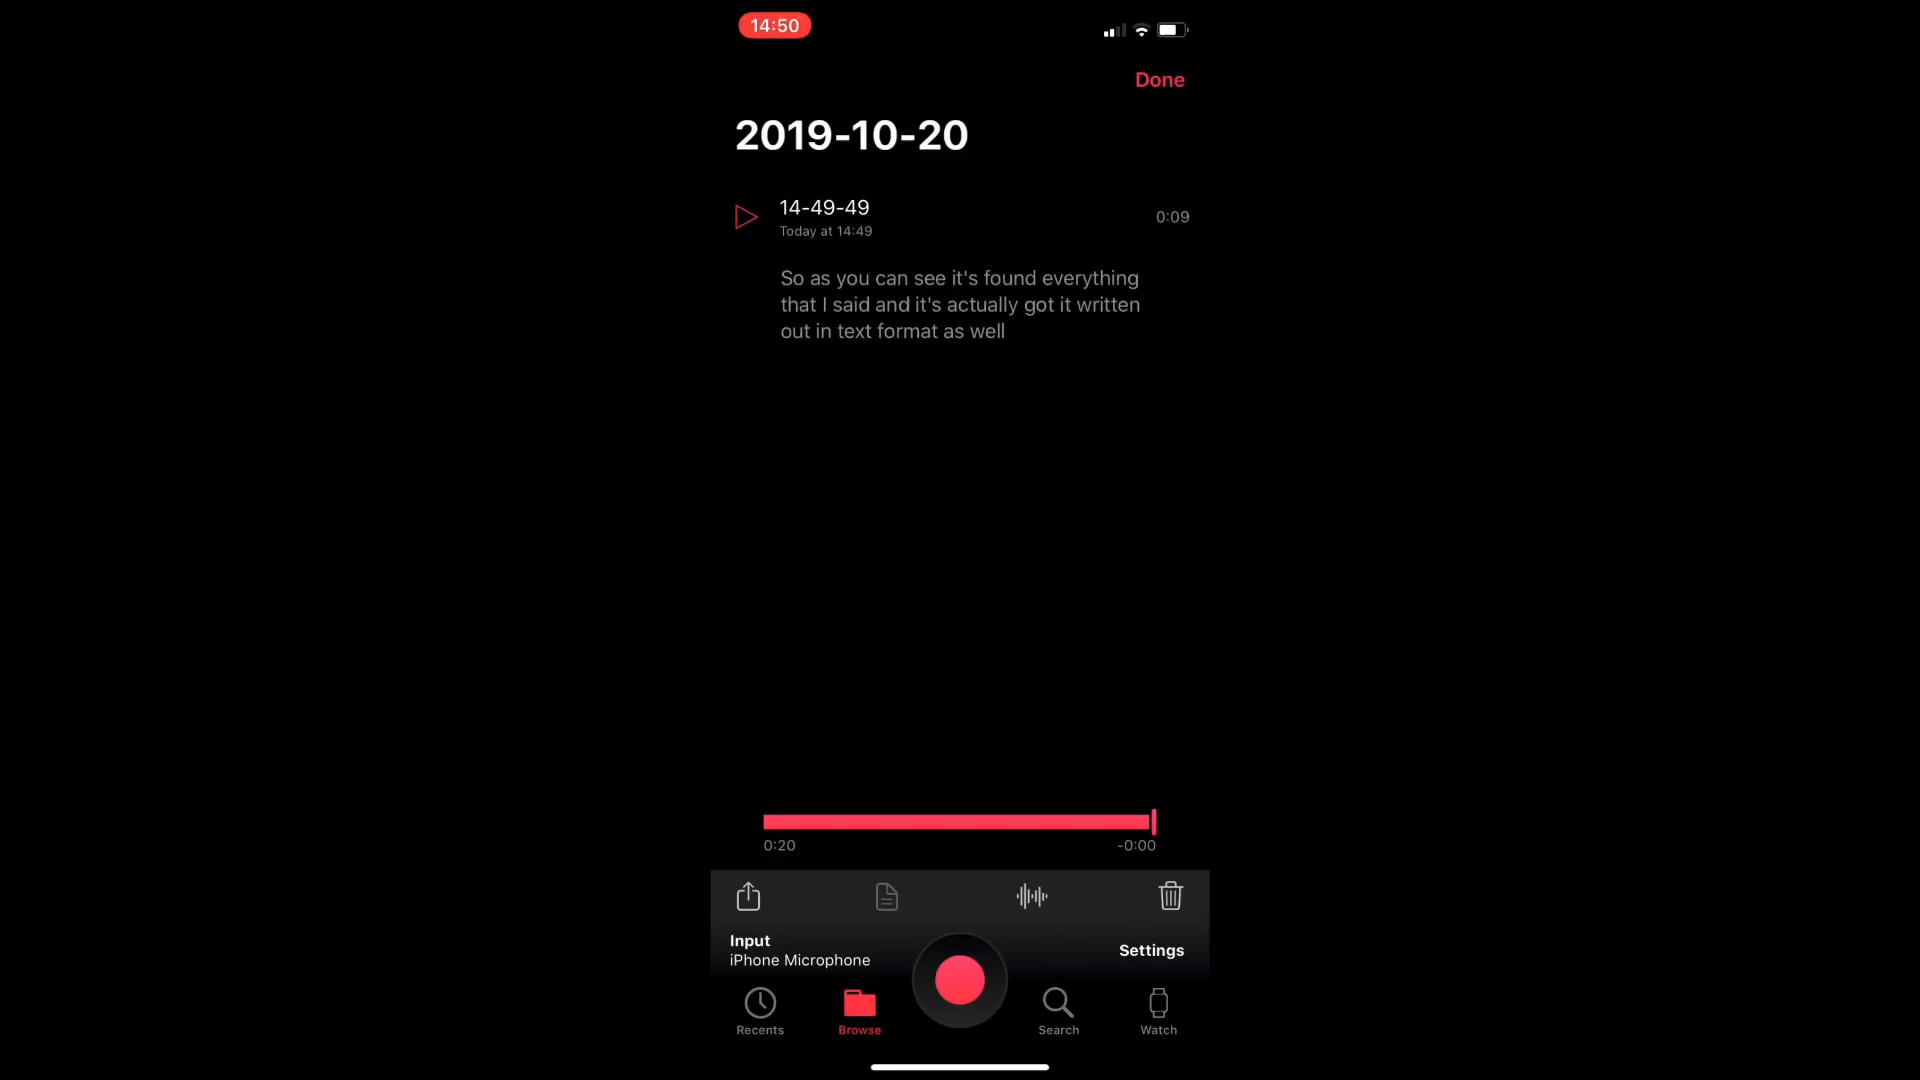 14:50
Done
2019-10-20
14-49-49
Today at 14:49
0:09
So as you can see it's found everything
that I said and it's actually got it written
out in text format as well
0:20
-0:00
Input
iPhone Microphone
Settings
Recents
Browse
Search
Watch